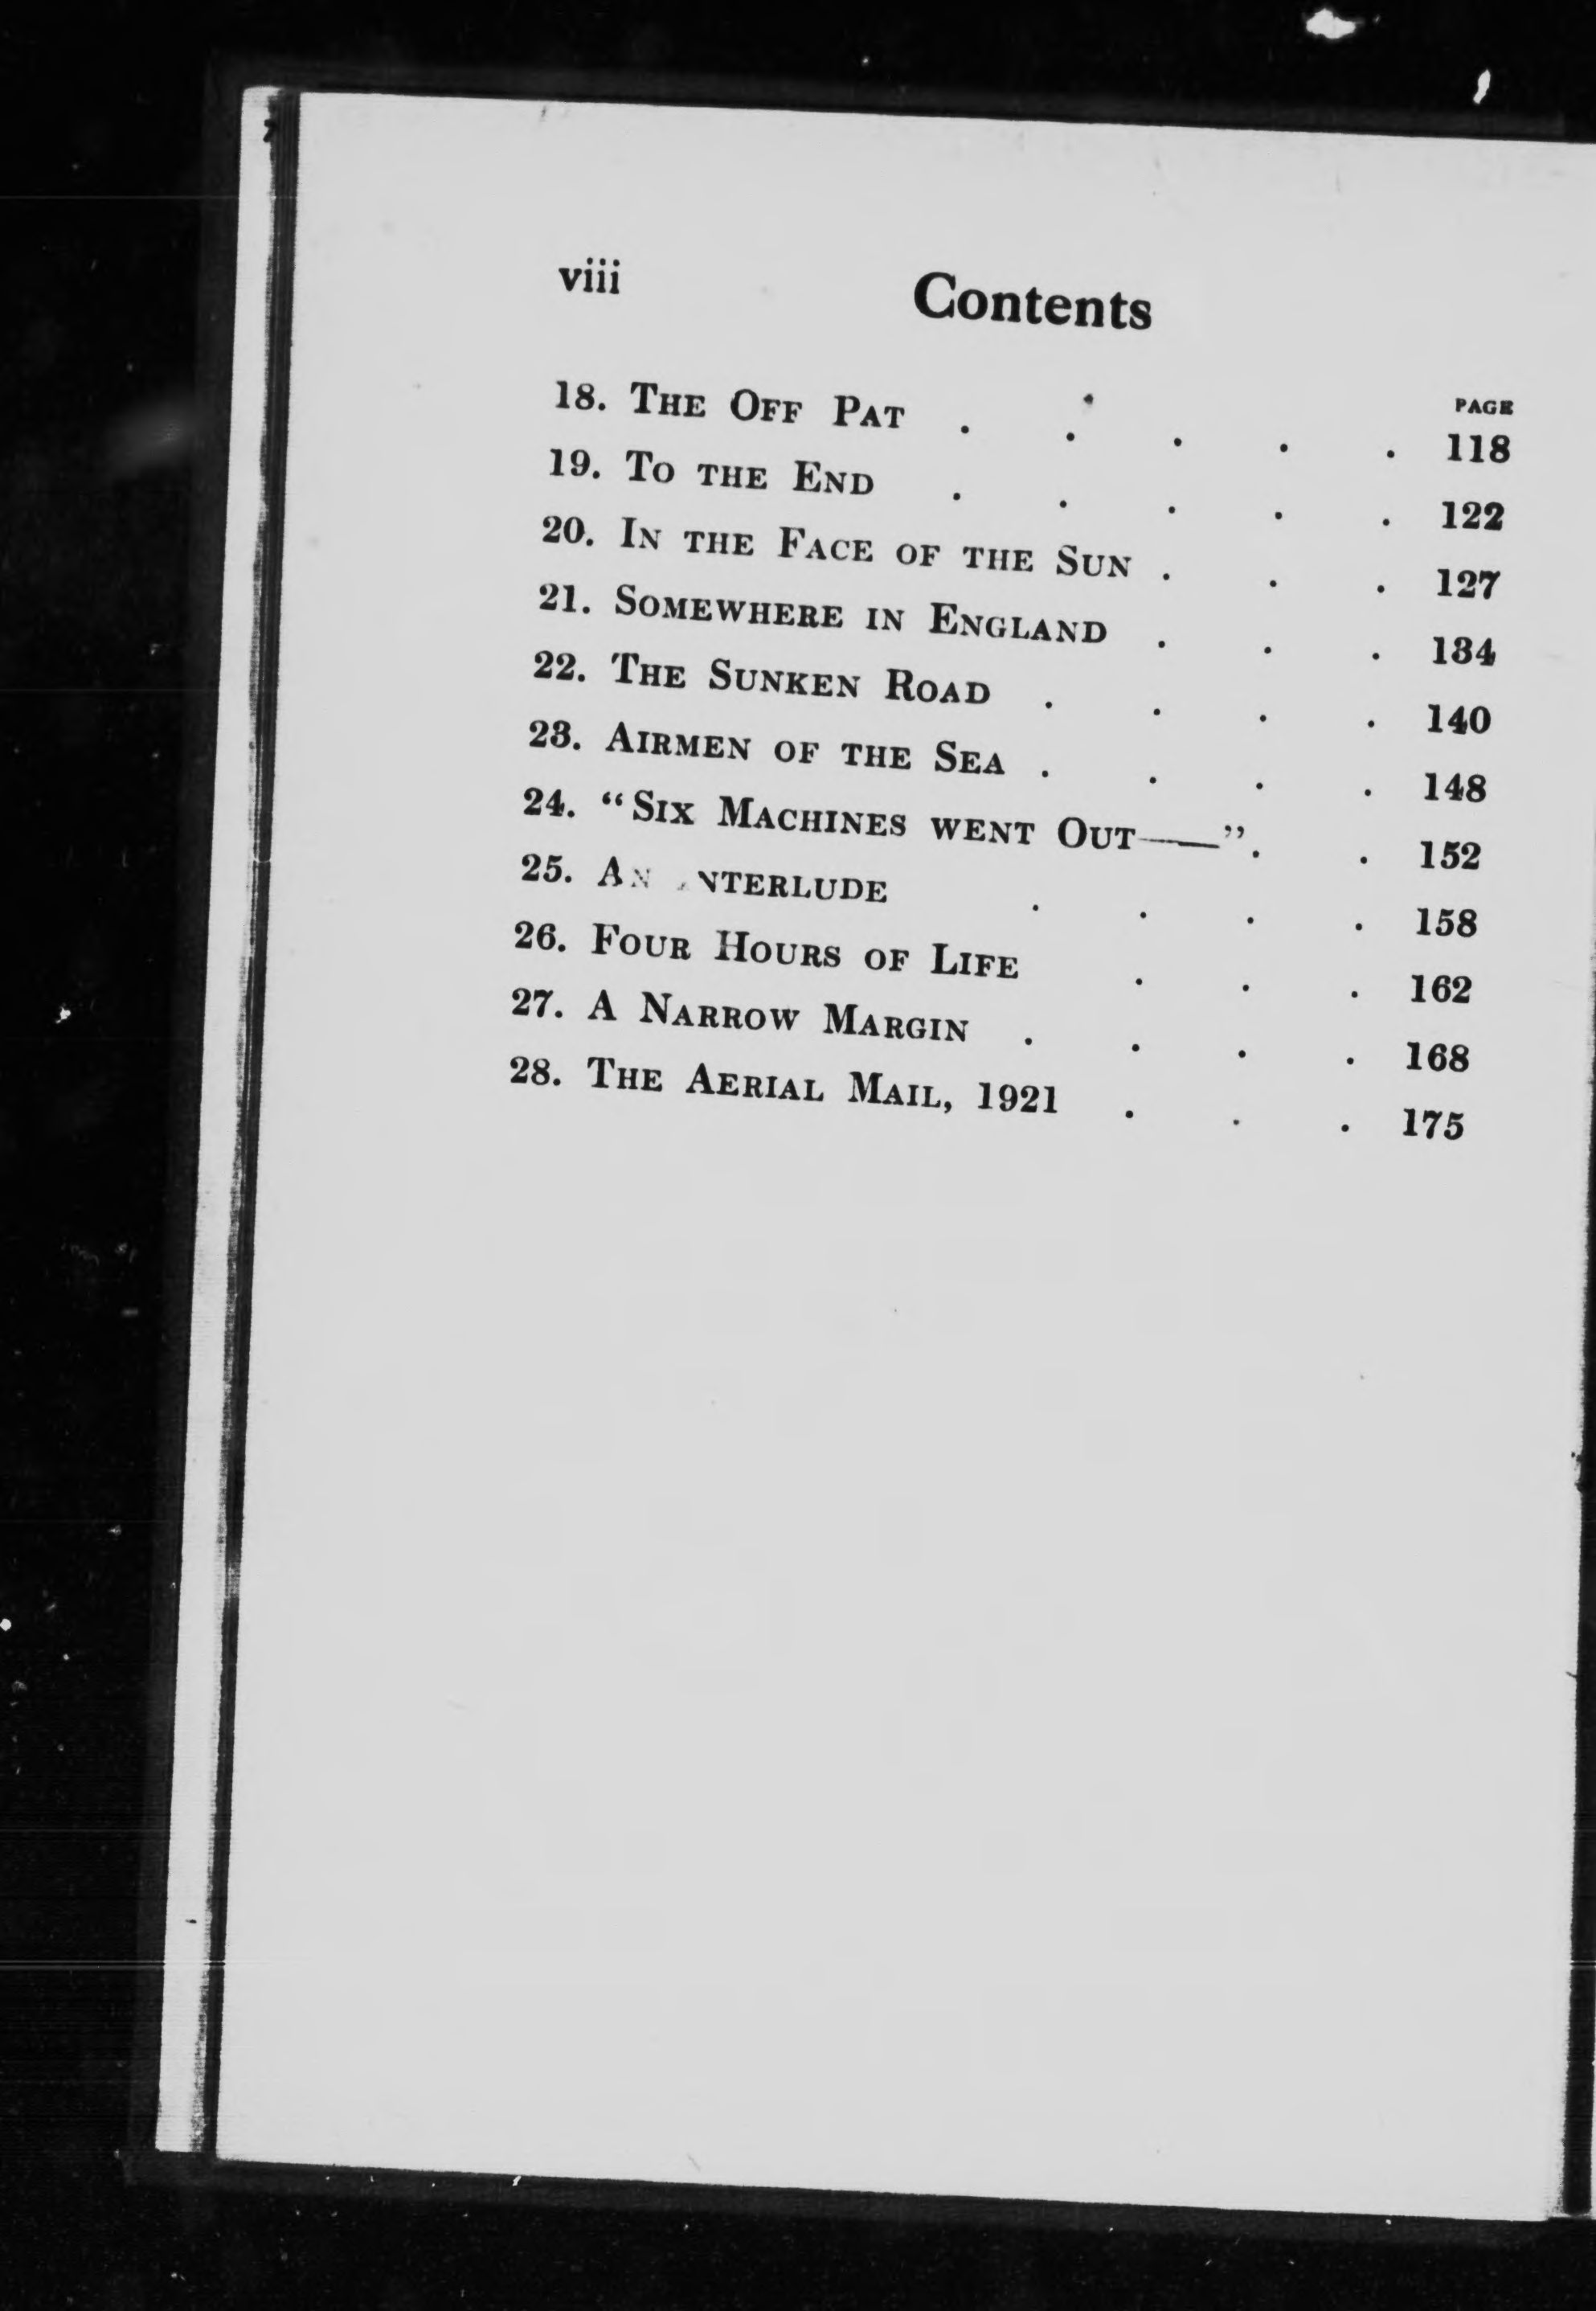 viii Contents
PAGE
18. THE OFF PAT . . . . . 118
19. TO THE END . . . . . 122
20. IN THE FACE OF THE SUN . . . 127
21. SOMEWHERE IN ENGLAND . . . 134
22. THE SUNKEN ROAD . . . . 140
23. AIRMEN OF THE SEA . . . . 148
24. “SIX MACHINES WENT OUT——”. . 152
25. AN INTERLUDE . . . . 158
26. FOUR HOURS OF LIFE . . . 162
27. A NARROW MARGIN . . . . 168
28. THE AERIAL MAIL, 1921 . . . 175